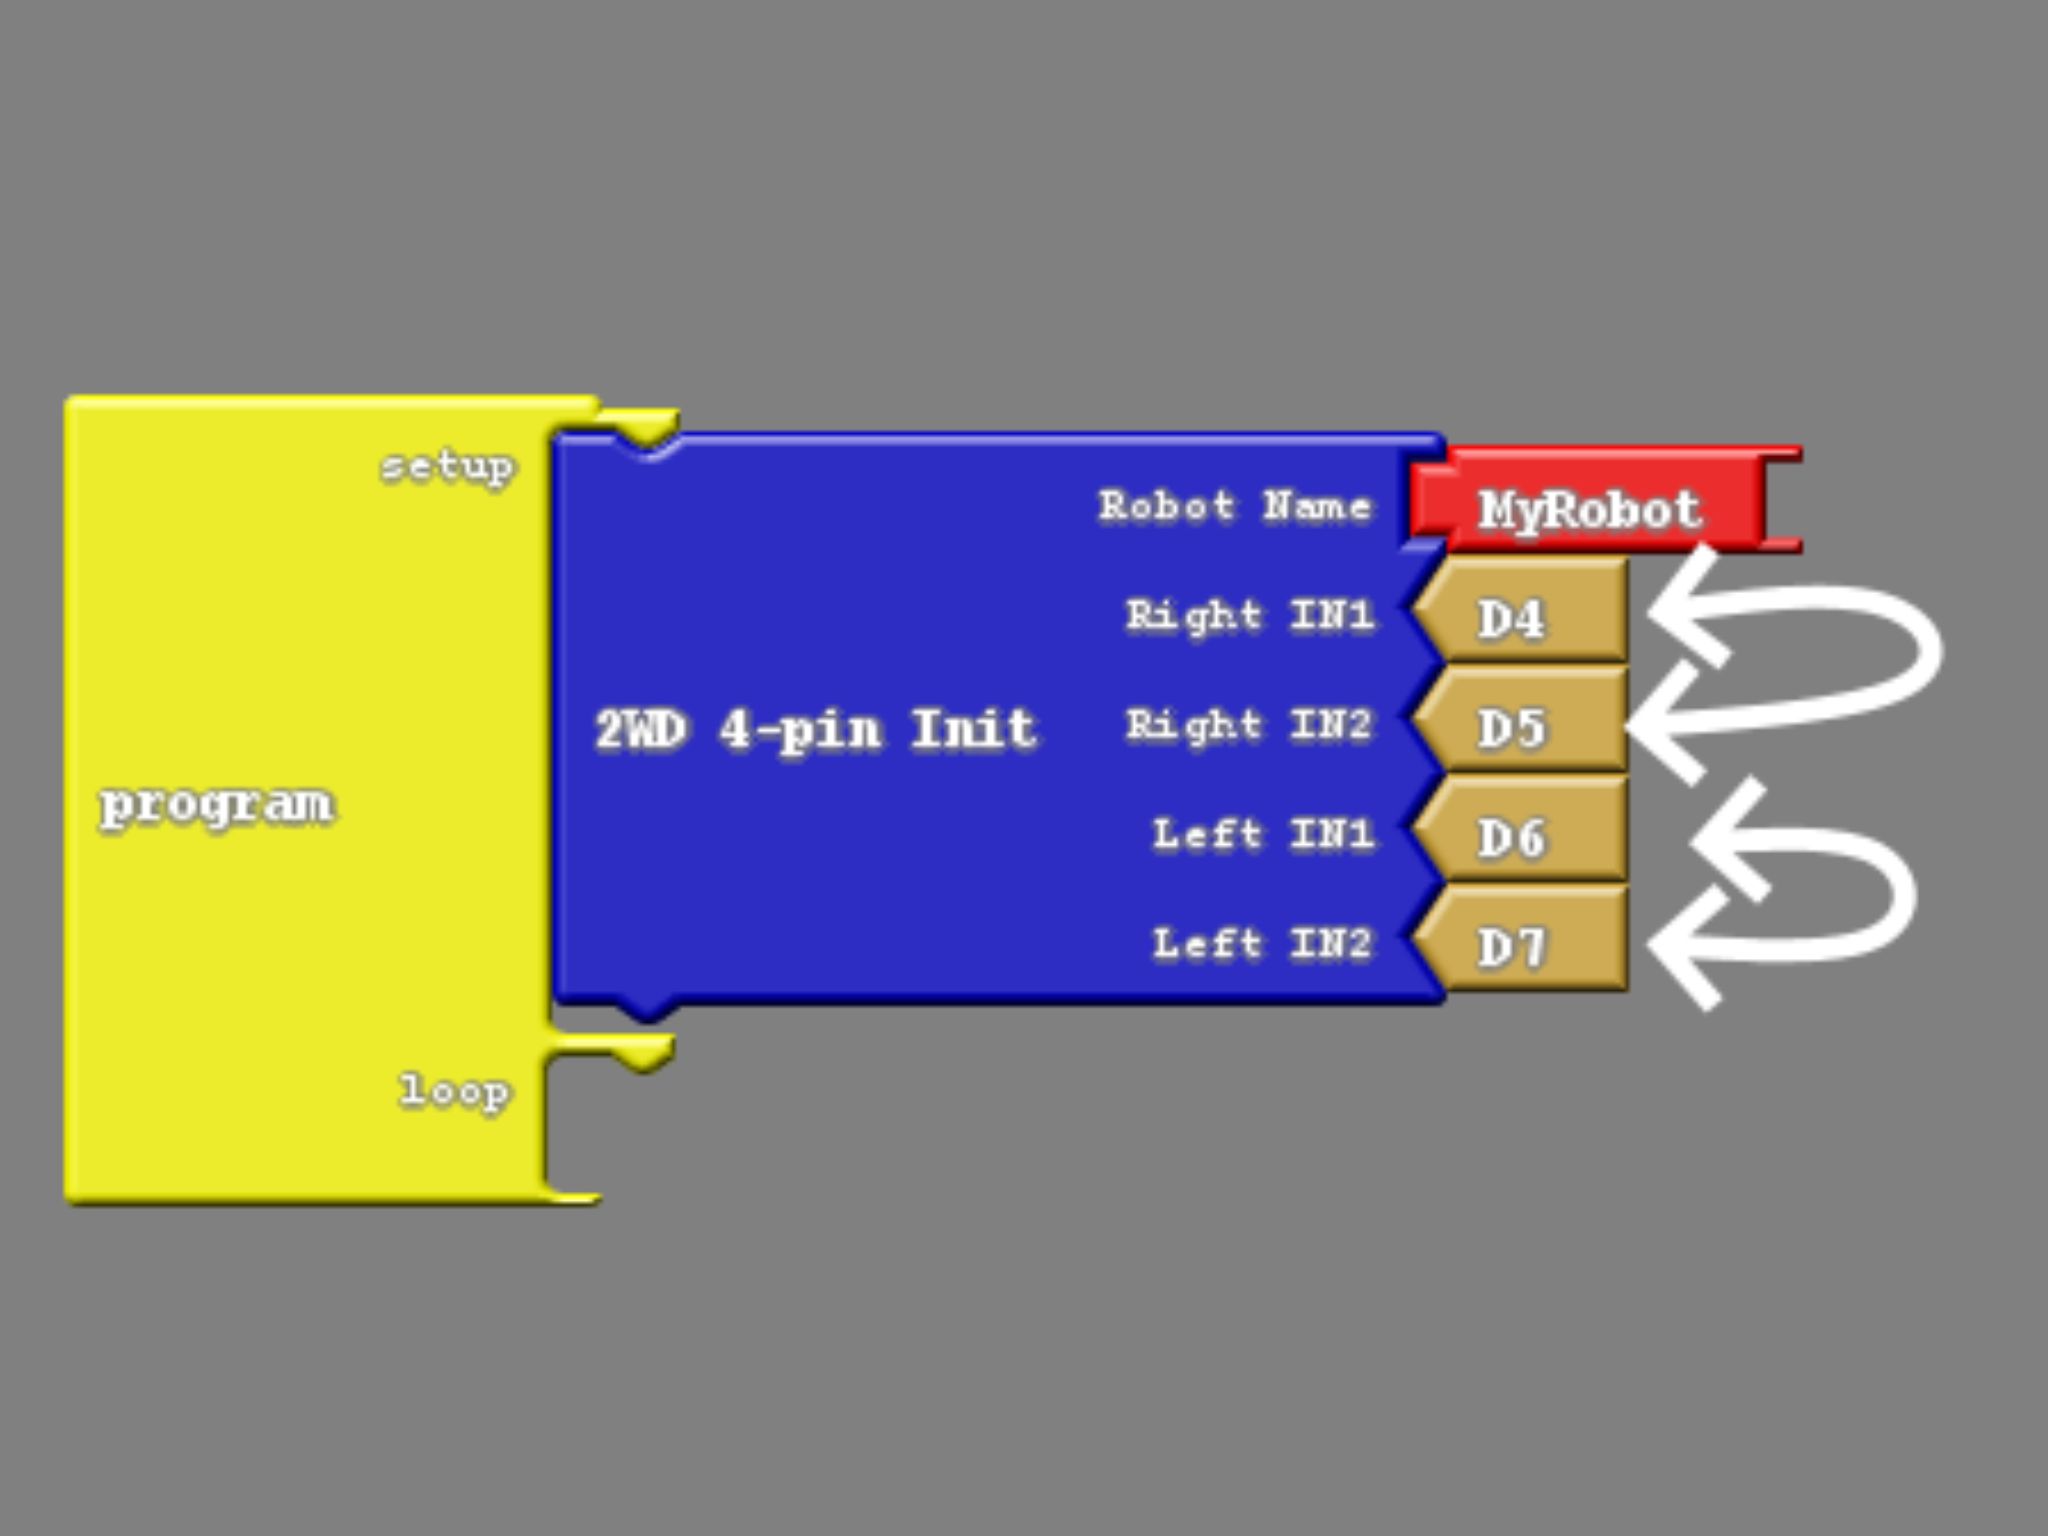 setup
Robot Name MyRobot
Right IN1 D4
2WD 4-pin Init Right IN2 D5
program
Left IN1 D6
Left IN2 D7
loop